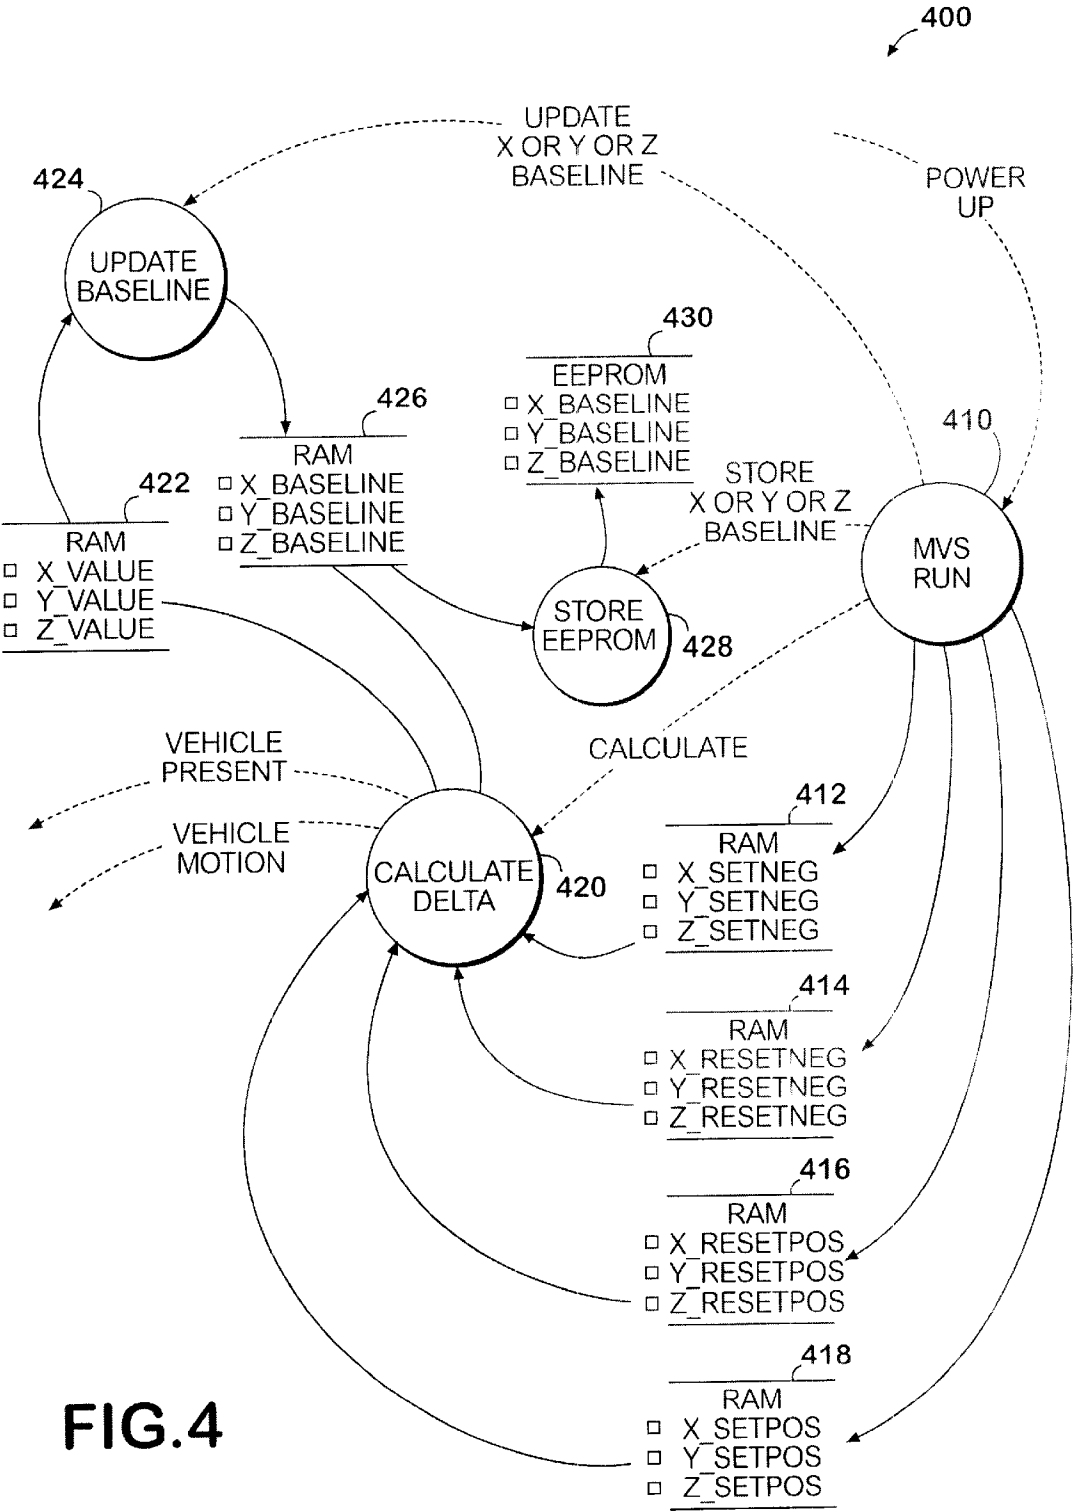 400
UPDATE
X OR Y OR Z
BASELINE
POWER
UP
424
UPDATE
BASELINE
430
EEPROM
X_BASELINE
Y_BASELINE
Z_BASELINE
426
RAM
X_BASELINE
Y_BASELINE
Z_BASELINE
410
MVS
RUN
STORE
X OR Y OR Z
BASELINE
422
RAM
X_VALUE
Y_VALUE
Z_VALUE
STORE
EEPROM
428
VEHICLE
PRESENT
CALCULATE
VEHICLE
MOTION
CALCULATE
DELTA
420
412
RAM
X_SETNEG
Y_SETNEG
Z_SETNEG
414
RAM
X_RESETNEG
Y_RESETNEG
Z_RESETNEG
416
RAM
X_RESETPOS
Y_RESETPOS
Z_RESETPOS
418
RAM
X_SETPOS
Y_SETPOS
Z_SETPOS
FIG.4